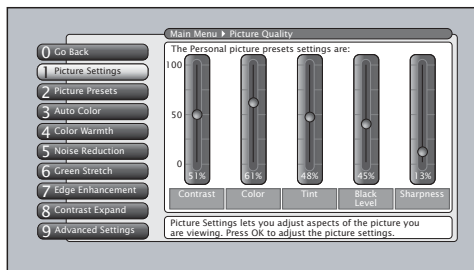 Main Menu ▶ Picture Quality
0 Go Back
1 Picture Settings
2 Picture Presets
3 Auto Color
4 Color Warmth
5 Noise Reduction
6 Green Stretch
7 Edge Enhancement
8 Contrast Expand
9 Advanced Settings
The Personal picture presets settings are:
100
50
0
51% 61% 48% 45% 13%
Contrast Color Tint Black Sharpness
Level
Picture Settings lets you adjust aspects of the picture you
are viewing. Press OK to adjust the picture settings.